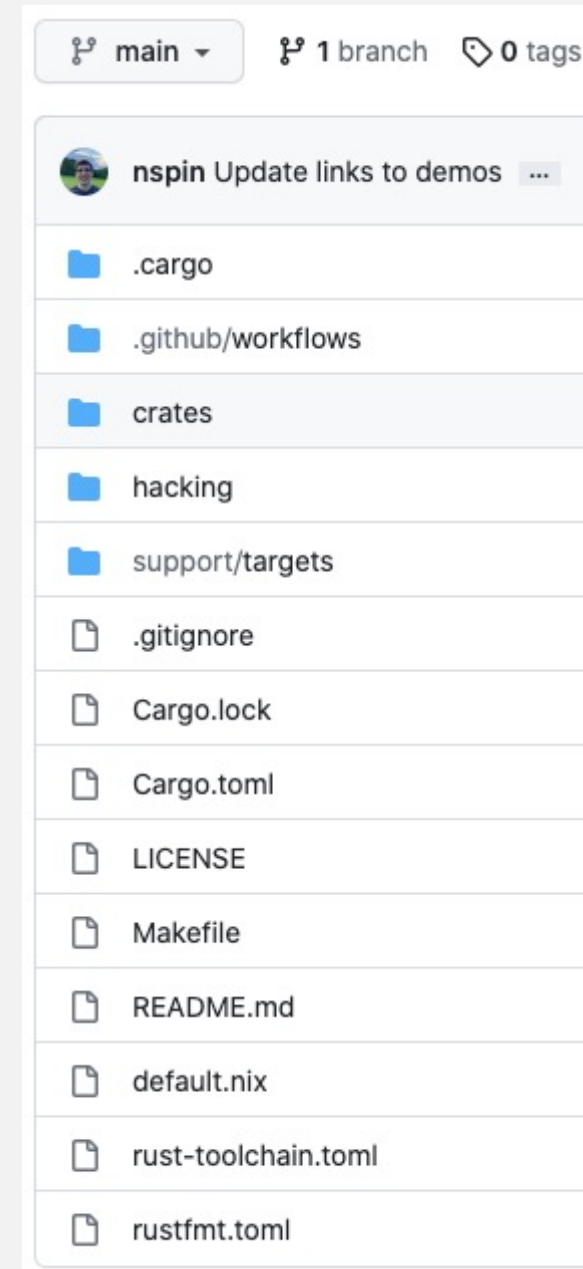 main 1 branch 0 tags
nspin Update links to demos ...
.cargo
.github/workflows
crates
hacking
support/targets
.gitignore
Cargo.lock
Cargo.toml
LICENSE
Makefile
README.md
default.nix
rust-toolchain.toml
rustfmt.toml